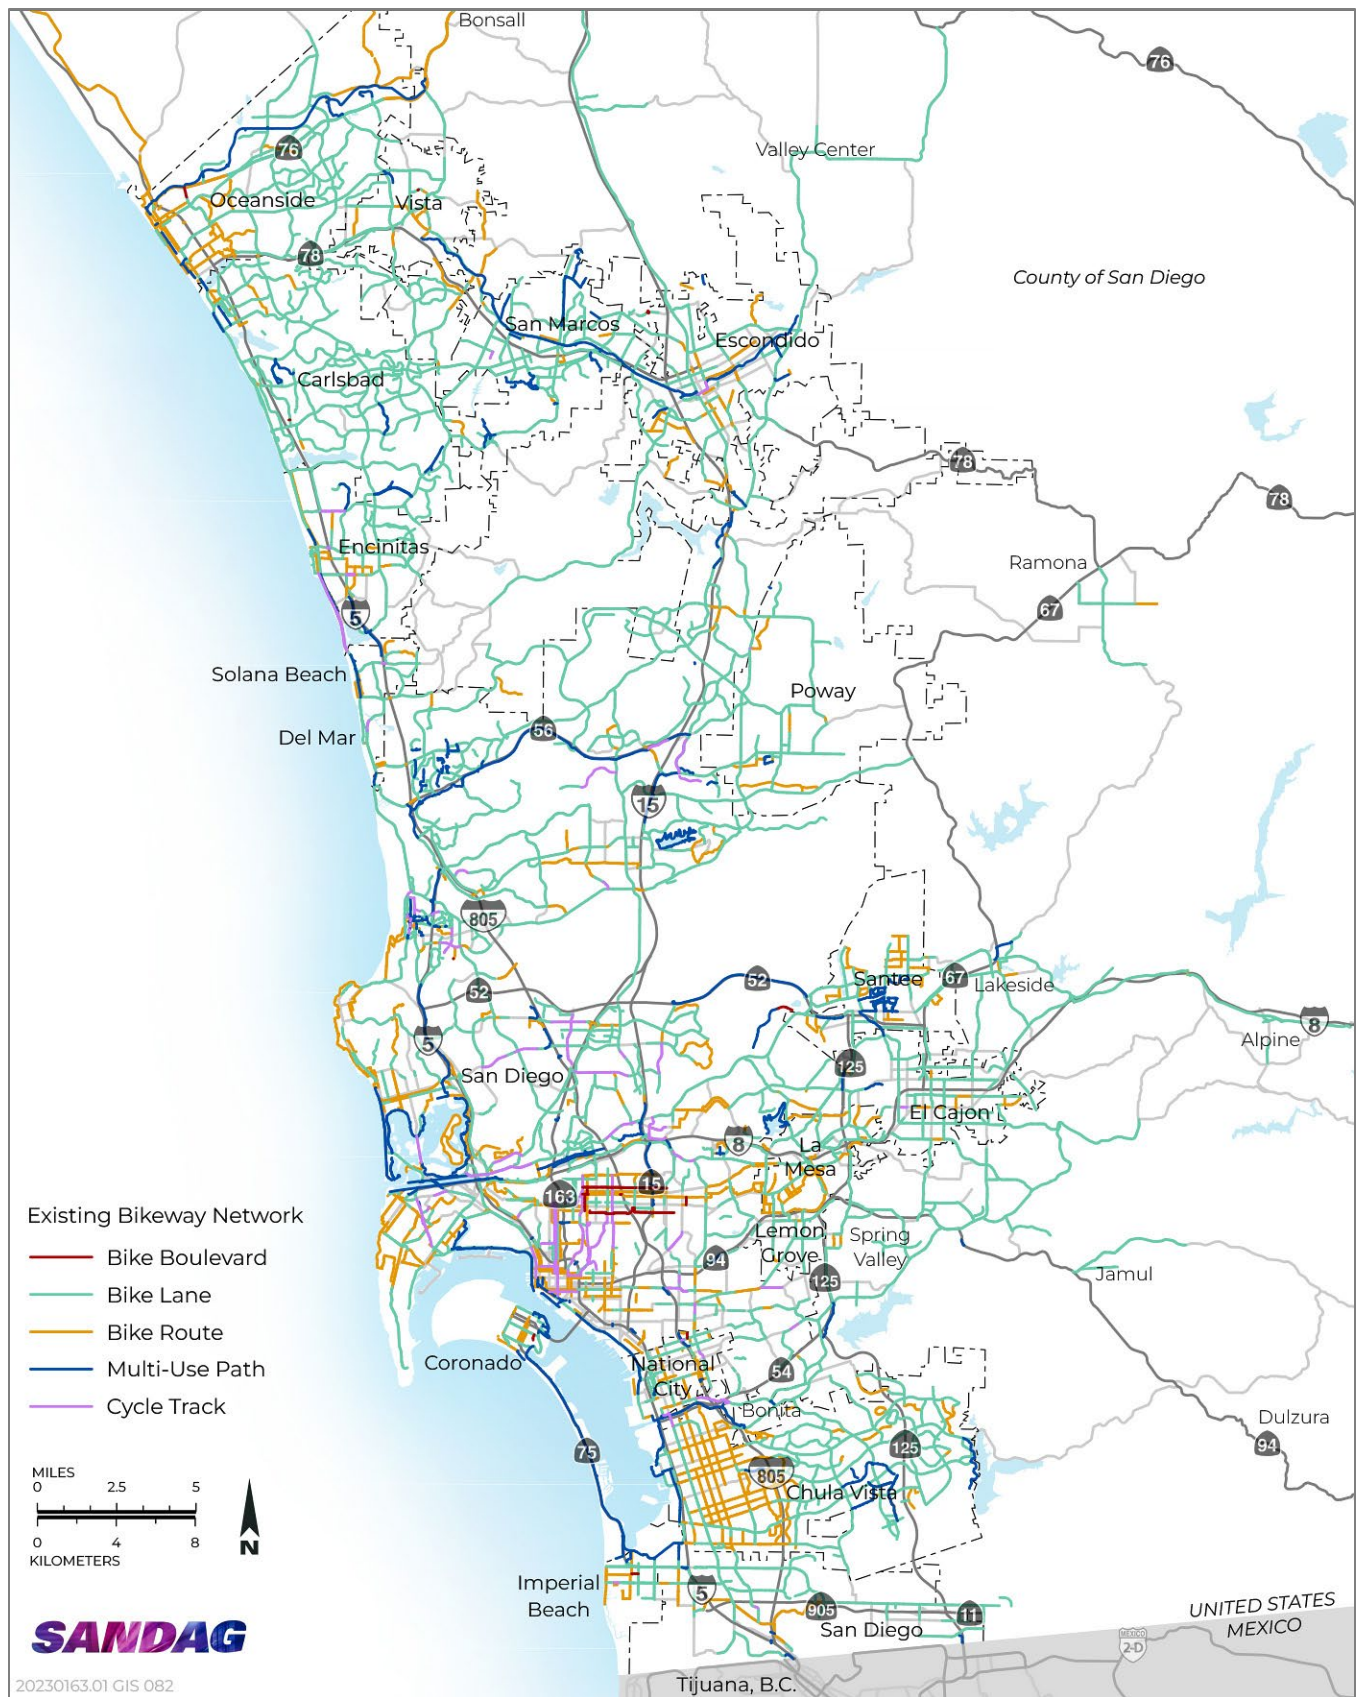 Bonsall
76
Valley Center
76
Oceanside
Vista
78
County of San Diego
San Marcos
Escondido
Carlsbad
78
78
Encinitas
Ramona
5
67
Solana Beach
Poway
Del Mar
56
15
805
52
Santee
67
Lakeside
52
5
8
Alpine
125
San Diego
El Cajon
8
La
Mesa
15
163
Existing Bikeway Network
Bike Boulevard
Bike Lane
Bike Route
Multi-Use Path
Cycle Track
Lemon
Grove
Spring
Valley
94
125
Jamul
Coronado
National
City
54
Bonita
Dulzura
94
75
125
805
Chula Vista
MILES
0 2.5 5
0 4 8
KILOMETERS
N
Imperial
Beach
5
905
11
San Diego
UNITED STATES
MEXICO
MEXICO
2-D
SANDAG
20230163.01 GIS 082
Tijuana, B.C.